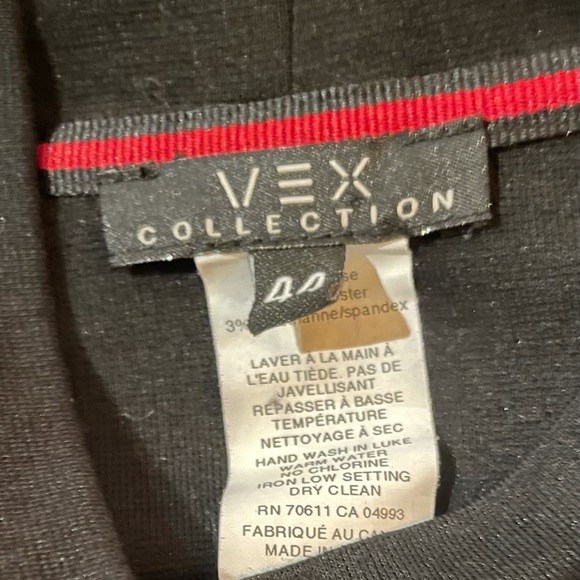 VEX
COLLECTION
44
3% /spandex
LAVER À LA MAIN À
L'EAU TIÈDE. PAS DE
JAVELLISANT
REPASSER À BASSE
TEMPÉRATURE
NETTOYAGE À SEC
HAND WASH IN LUKE
WARM WATER
NO CHLORINE
IRON LOW SETTING
DRY CLEAN
RN 70611 CA 04993
FABRIQUÉ AU
MADE IN